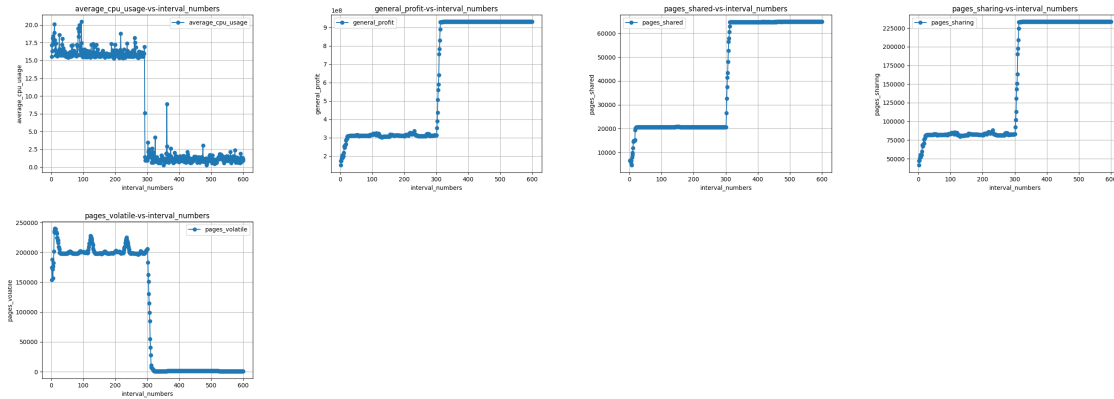 average_cpu_usage-vs-interval_numbers
average_cpu_usage
20.0
17.5
15.0
12.5
10.0
7.5
5.0
2.5
0.0
average_cpu_usage
0 100 200 300 400 500 600
interval_numbers
general_profit-vs-interval_numbers
1e8
general_profit
9
8
7
6
5
4
3
2
general_profit
0 100 200 300 400 500 600
interval_numbers
pages_shared-vs-interval_numbers
pages_shared
60000
50000
40000
30000
20000
10000
pages_shared
0 100 200 300 400 500 600
interval_numbers
pages_sharing-vs-interval_numbers
pages_sharing
225000
200000
175000
150000
125000
100000
75000
50000
pages_sharing
0 100 200 300 400 500 600
interval_numbers
pages_volatile-vs-interval_numbers
pages_volatile
250000
200000
150000
100000
50000
0
pages_volatile
0 100 200 300 400 500 600
interval_numbers